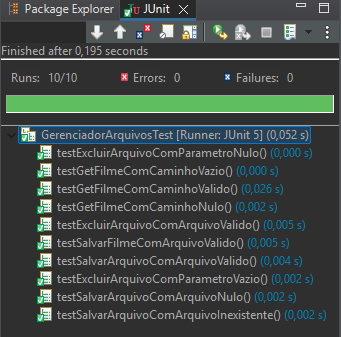 Package Explorer JUnit
Finished after 0,195 seconds
Runs: 10/10 Errors: 0 Failures: 0
GerenciadorArquivosTest [Runner: JUnit 5] (0,052 s)
testExcluirArquivoComParametroNulo() (0,000 s)
testGetFilmeComCaminhoVazio() (0,000 s)
testGetFilmeComCaminhoValido() (0,026 s)
testGetFilmeComCaminhoNulo() (0,002 s)
testExcluirArquivoComArquivoValido() (0,005 s)
testSalvarFilmeComArquivoValido() (0,005 s)
testSalvarArquivoComArquivoValido() (0,004 s)
testExcluirArquivoComParametroVazio() (0,002 s)
testSalvarArquivoComArquivoNulo() (0,002 s)
testSalvarArquivoComArquivoInexistente() (0,002 s)